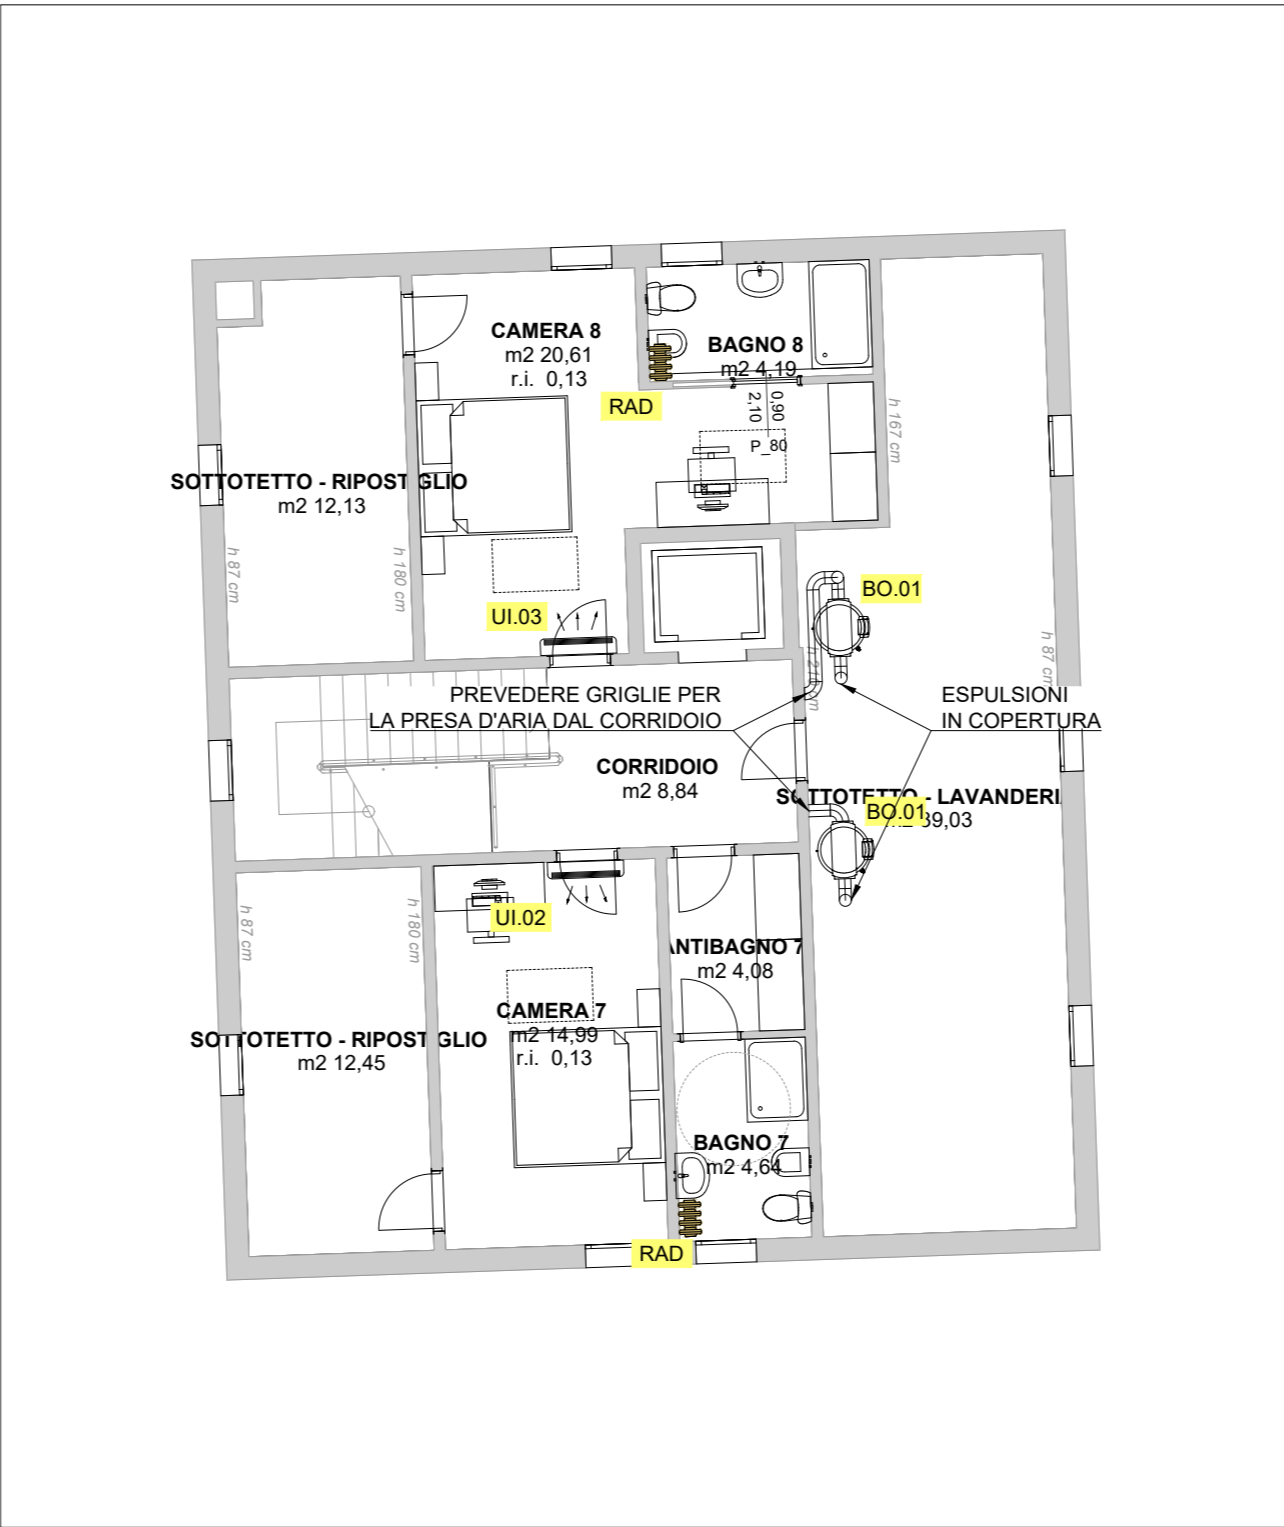 CAMERA 8
m2 20,61
r.i. 0,13
BAGNO 8
m2 4,19
RAD
0,90
2,10
P_80
h 167 cm
SOTTOTETTO - RIPOSTIGLIO
m2 12,13
h 87 cm
h 180 cm
UI.03
BO.01
h 87 cm
PREVEDERE GRIGLIE PER
LA PRESA D'ARIA DAL CORRIDOIO
ESPULSIONI
IN COPERTURA
CORRIDOIO
m2 8,84
SOTTOTETTO - LAVANDERI
BO.01
h 87 cm
h 180 cm
UI.02
ANTIBAGNO 7
m2 4,08
CAMERA 7
m2 14,99
r.i. 0,13
SOTTOTETTO - RIPOSTIGLIO
m2 12,45
BAGNO 7
m2 4,64
RAD